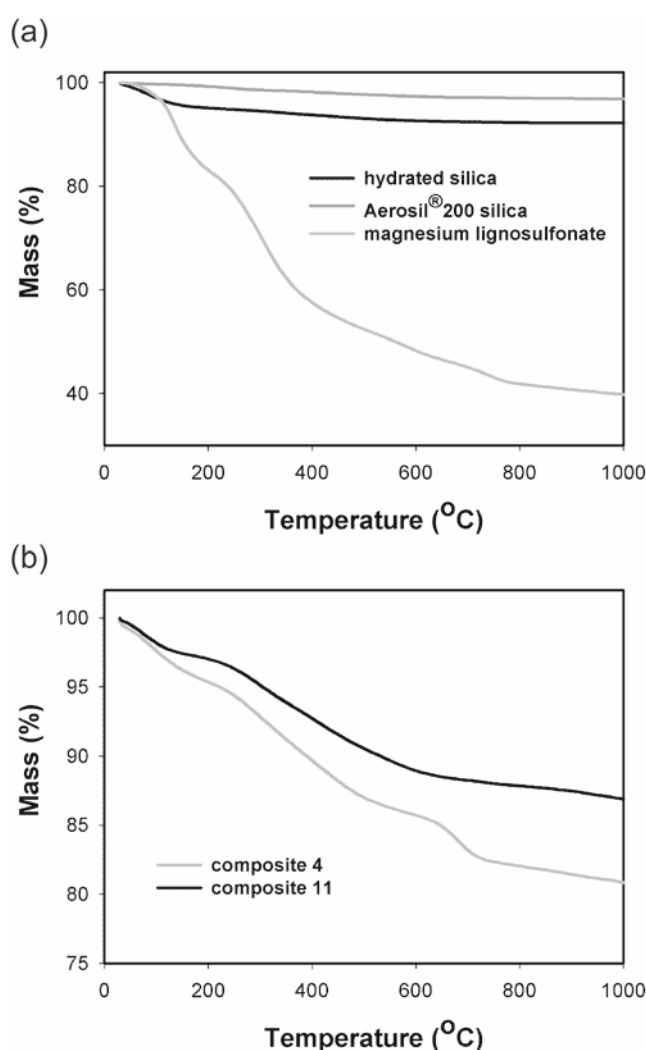 (a)
100
80
60
40
Mass (%)
hydrated silica
Aerosil®200 silica
magnesium lignosulfonate
0 200 400 600 800 1000
Temperature (°C)
(b)
100
95
90
85
80
75
Mass (%)
composite 4
composite 11
0 200 400 600 800 1000
Temperature (°C)